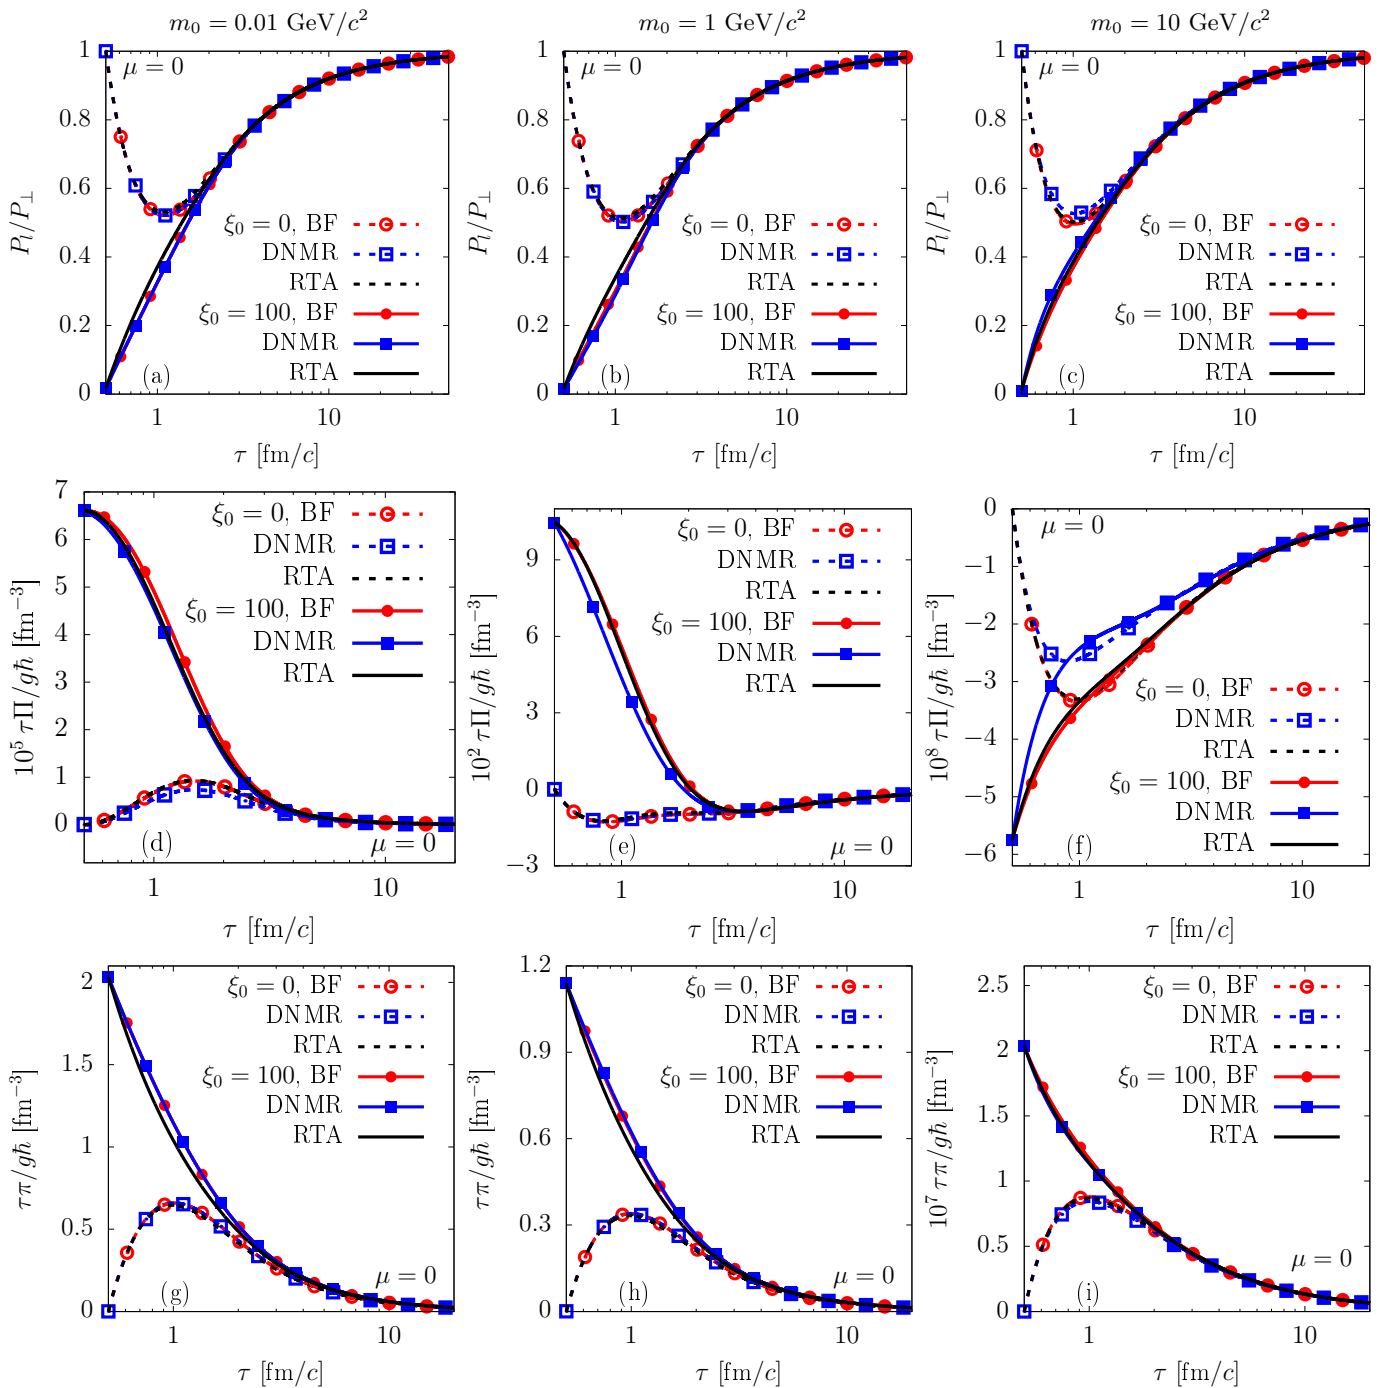 m₀ = 0.01 GeV/c²
m₀ = 1 GeV/c²
m₀ = 10 GeV/c²
P_l/P_⊥
1
0.8
0.6
0.4
0.2
0
μ = 0
ξ₀ = 0, BF
DNMR
RTA
ξ₀ = 100, BF
DNMR
RTA
(a)
1
10
τ [fm/c]
P_l/P_⊥
1
0.8
0.6
0.4
0.2
0
μ = 0
ξ₀ = 0, BF
DNMR
RTA
ξ₀ = 100, BF
DNMR
RTA
(b)
1
10
τ [fm/c]
P_l/P_⊥
1
0.8
0.6
0.4
0.2
0
μ = 0
ξ₀ = 0, BF
DNMR
RTA
ξ₀ = 100, BF
DNMR
RTA
(c)
1
10
τ [fm/c]
10⁵ τΠ/għ [fm⁻³]
7
6
5
4
3
2
1
0
ξ₀ = 0, BF
DNMR
RTA
ξ₀ = 100, BF
DNMR
RTA
(d)
μ = 0
1
10
τ [fm/c]
10² τΠ/għ [fm⁻³]
9
6
3
0
−3
ξ₀ = 0, BF
DNMR
RTA
ξ₀ = 100, BF
DNMR
RTA
(e)
μ = 0
1
10
τ [fm/c]
10⁸ τΠ/għ [fm⁻³]
−0
−1
−2
−3
−4
−5
−6
μ = 0
ξ₀ = 0, BF
DNMR
RTA
ξ₀ = 100, BF
DNMR
RTA
(f)
1
10
τ [fm/c]
τπ/għ [fm⁻³]
2
1.5
1
0.5
0
ξ₀ = 0, BF
DNMR
RTA
ξ₀ = 100, BF
DNMR
RTA
μ = 0
(g)
1
10
τ [fm/c]
τπ/għ [fm⁻³]
1.2
0.9
0.6
0.3
0
ξ₀ = 0, BF
DNMR
RTA
ξ₀ = 100, BF
DNMR
RTA
μ = 0
(h)
1
10
τ [fm/c]
10⁷ τπ/għ [fm⁻³]
2.5
2
1.5
1
0.5
0
ξ₀ = 0, BF
DNMR
RTA
ξ₀ = 100, BF
DNMR
RTA
μ = 0
(i)
1
10
τ [fm/c]